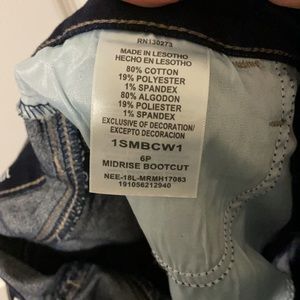 RN130273
MADE IN LESOTHO
HECHO EN LESOTHO
80% COTTON
19% POLYESTER
1% SPANDEX
80% ALGODON
19% POLIESTER
1% SPANDEX
EXCLUSIVE OF DECORATION/
EXCEPTO DECORACION
1SMBCW1
6P
MIDRISE BOOTCUT
NEE-18L-MRMH17083
191056212940